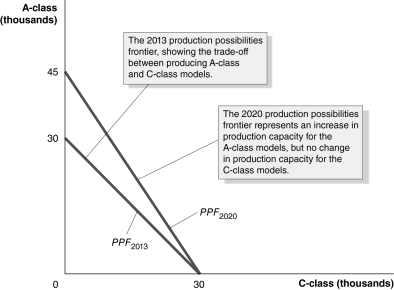 A-class
(thousands)
The 2013 production possibilities
frontier, showing the trade-off
between producing A-class
and C-class models.
45
The 2020 production possibilities
frontier represents an increase in
production capacity for the
A-class models, but no change
in production capacity for the
C-class models.
30
PPF2020
PPF2013
0
30
C-class (thousands)